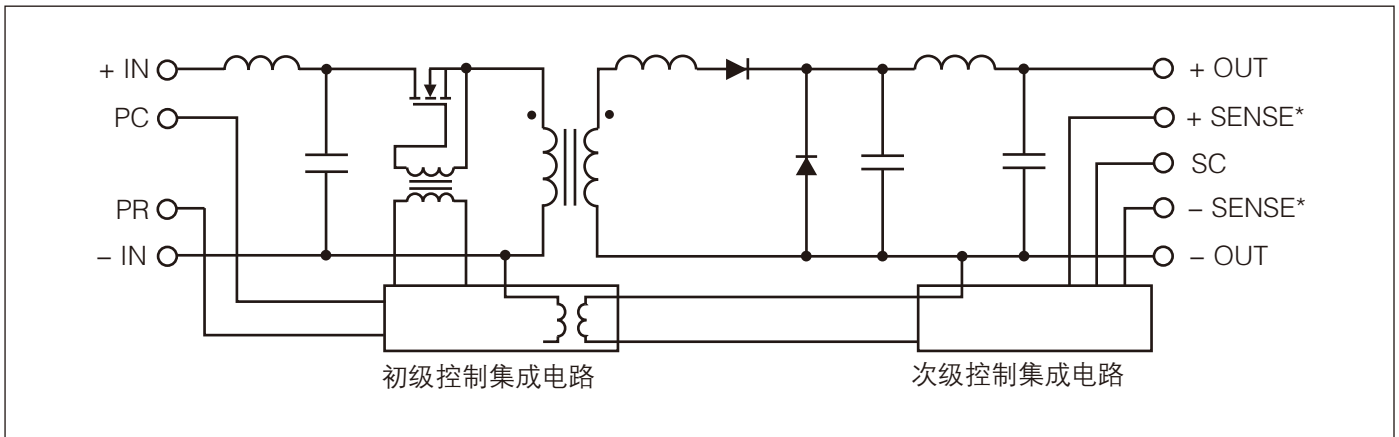 + IN
PC
PR
– IN
+ OUT
+ SENSE*
SC
– SENSE*
– OUT
初级控制集成电路
次级控制集成电路